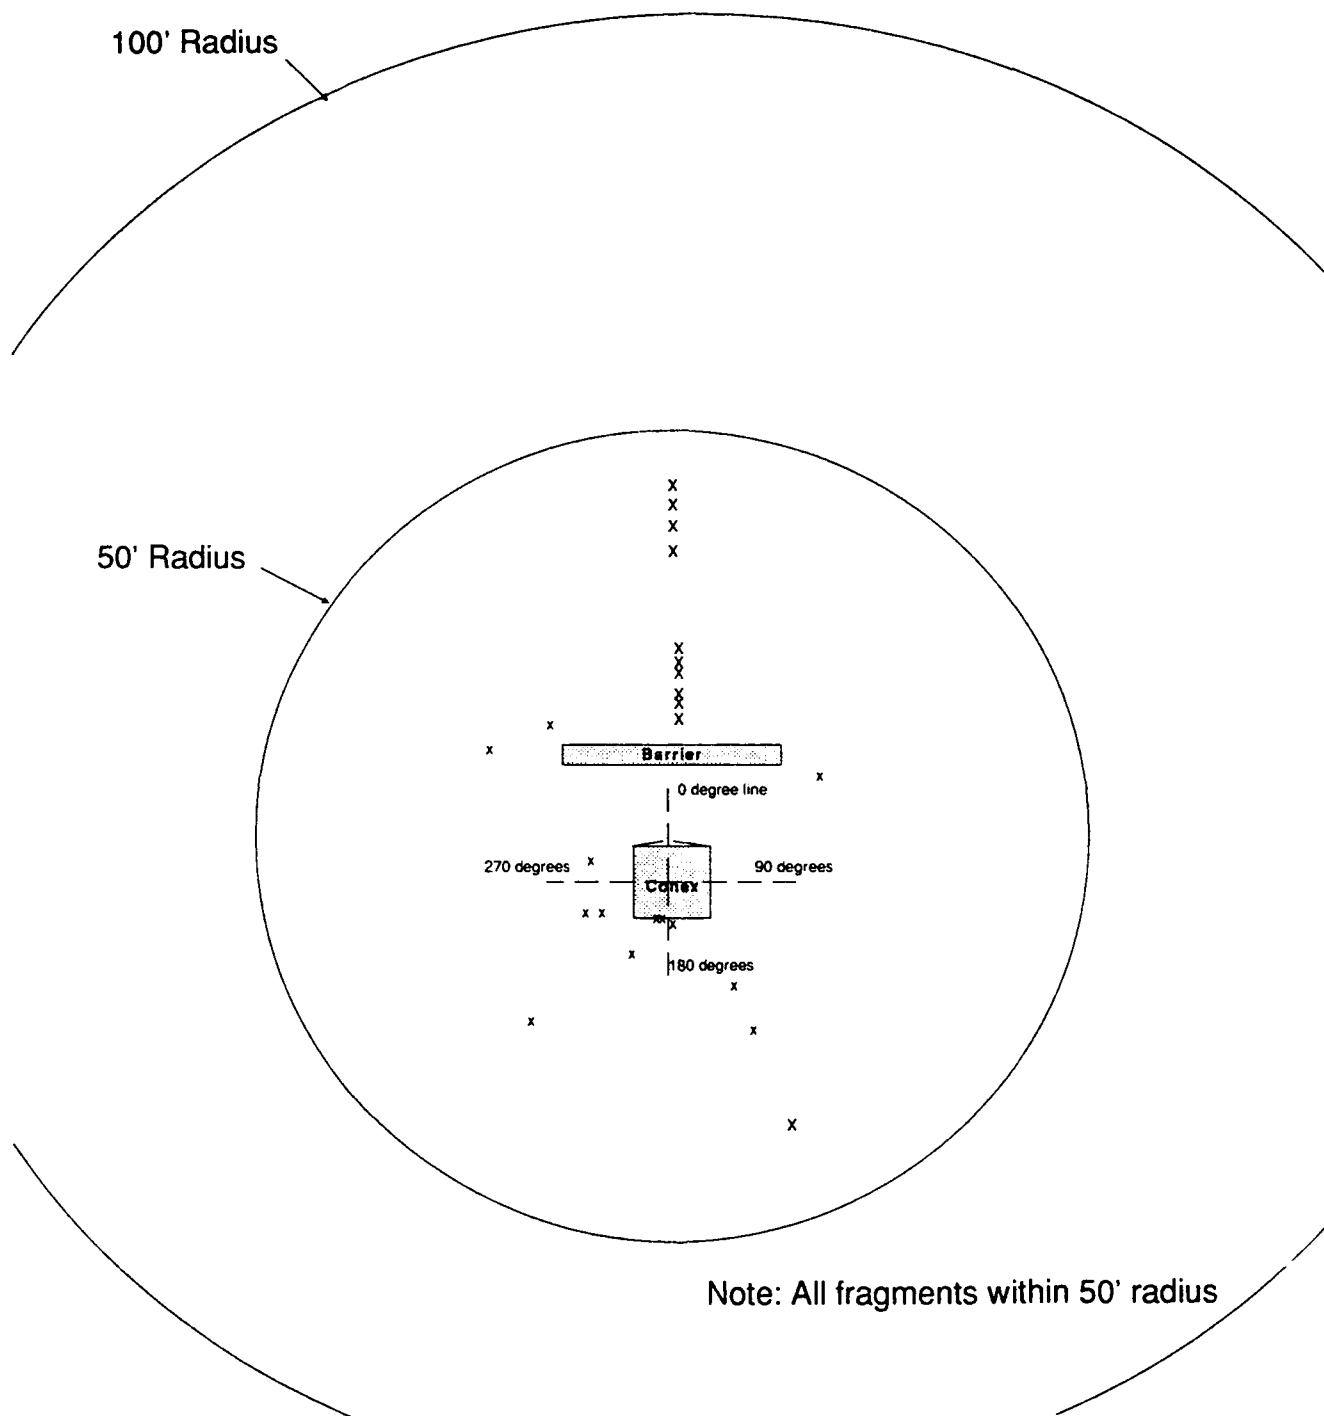 100' Radius
50' Radius
x
x
x
x
x
x
x
x
x
x
x
x
Barrier
x
0 degree line
x
270 degrees
90 degrees
Conex
x x
xx
x
x
180 degrees
x
x
x
x
Note: All fragments within 50' radius